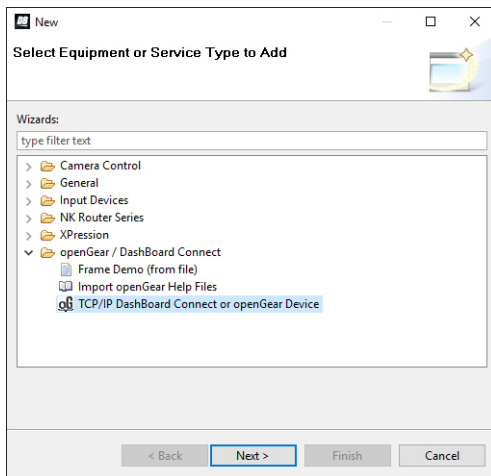 DB New
Select Equipment or Service Type to Add
Wizards:
type filter text
Camera Control
General
Input Devices
NK Router Series
XPression
openGear / DashBoard Connect
Frame Demo (from file)
Import openGear Help Files
oG TCP/IP DashBoard Connect or openGear Device
< Back Next > Finish Cancel